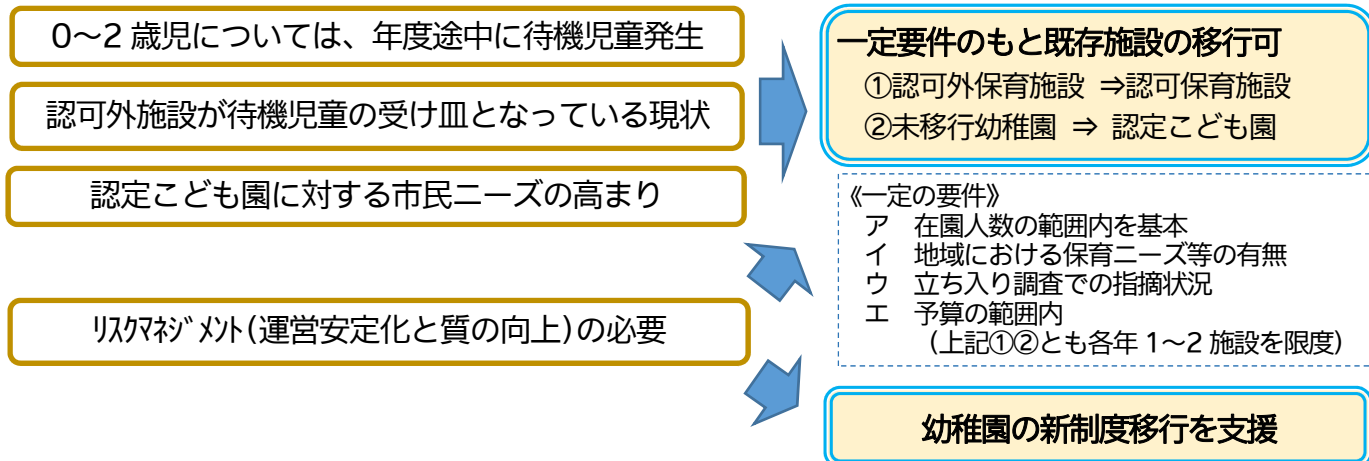 0～2 歳児については、年度途中に待機児童発生
認可外施設が待機児童の受け皿となっている現状
認定こども園に対する市民ニーズの高まり
ﾘｽｸﾏﾈｼﾞﾒﾝﾄ(運営安定化と質の向上)の必要
一定要件のもと既存施設の移行可
①認可外保育施設 ⇒認可保育施設
②未移行幼稚園 ⇒ 認定こども園
《一定の要件》
ア 在園人数の範囲内を基本
イ 地域における保育ニーズ等の有無
ウ 立ち入り調査での指摘状況
エ 予算の範囲内
（上記①②とも各年 1～2 施設を限度）
幼稚園の新制度移行を支援